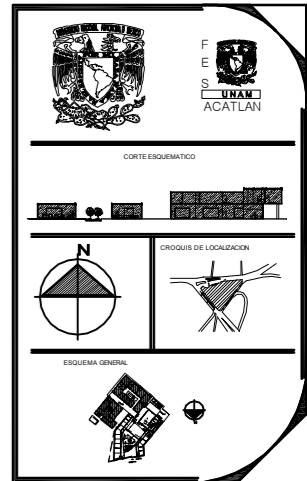 F
E
S
UNAM
ACATLAN
CORTE ESQUEMATICO
N
CROQUIS DE LOCALIZACION
ESQUEMA GENERAL